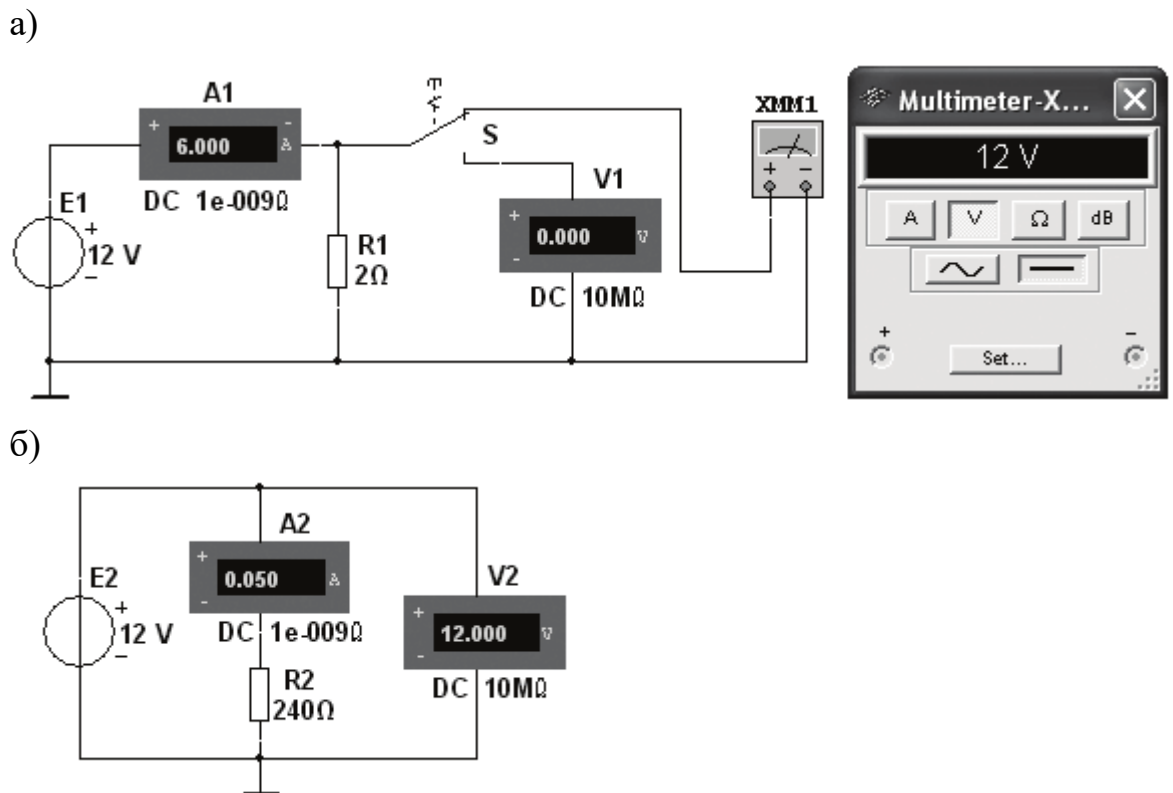 а)
A1
+ -
6.000 A
DC 1e-009Ω
E1
+
12 V
-
R1
2Ω
S
V1
+
0.000 V
-
DC 10MΩ
XMM1
+ -
Multimeter-X...
12 V
A V Ω dB
+ -
Set...
б)
A2
+
0.050 A
-
DC 1e-009Ω
E2
+
12 V
-
R2
240Ω
V2
+
12.000 V
-
DC 10MΩ